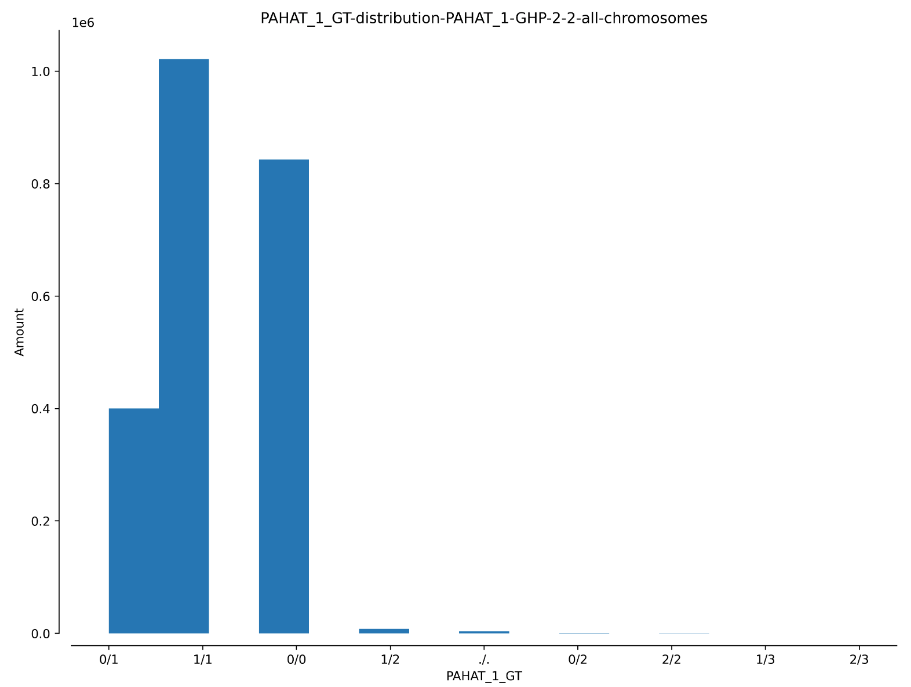 PAHAT_1_GT-distribution-PAHAT_1-GHP-2-2-all-chromosomes
1e6
1.0
0.8
0.6
0.4
0.2
0.0
Amount
0/1 1/1 0/0 1/2 ./. 0/2 2/2 1/3 2/3
PAHAT_1_GT